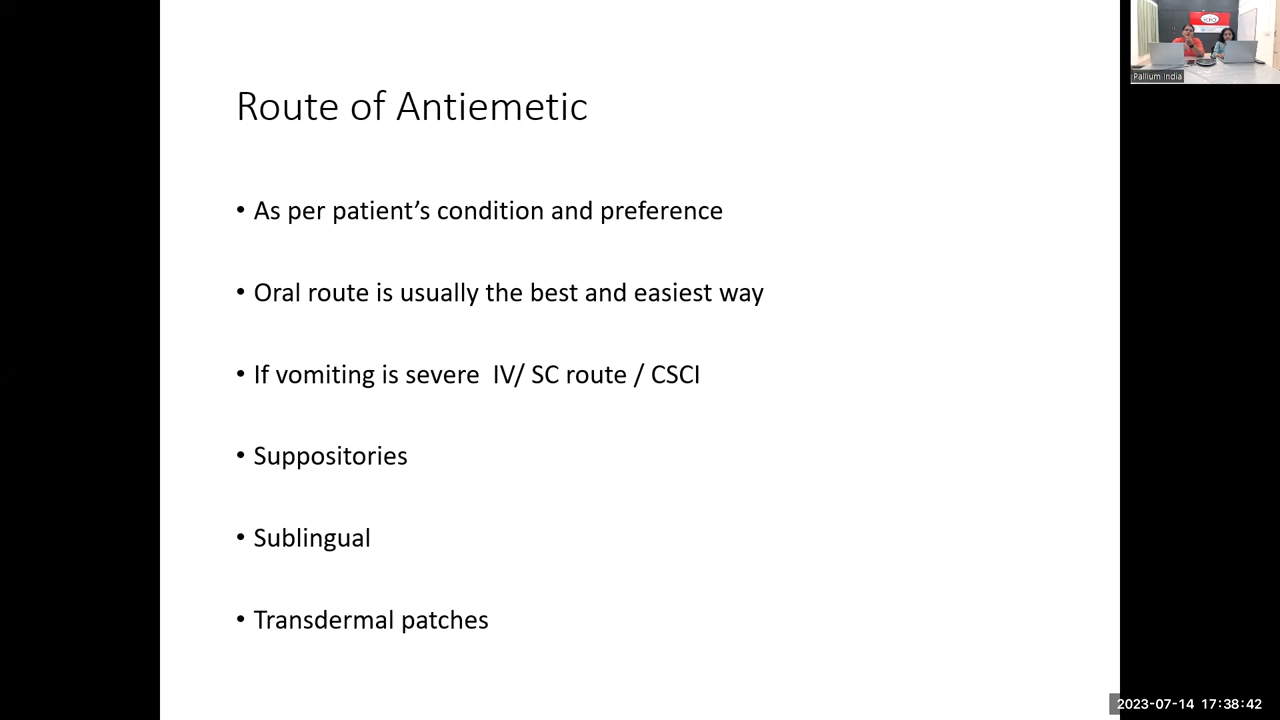 Route of Antiemetic
• As per patient’s condition and preference
• Oral route is usually the best and easiest way
• If vomiting is severe  IV/ SC route / CSCI
• Suppositories
• Sublingual
• Transdermal patches
Pallium India
2023-07-14 17:38:42